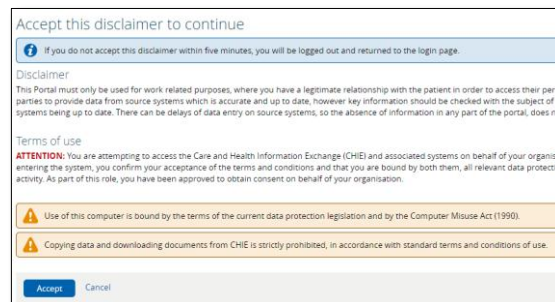 Accept this disclaimer to continue
If you do not accept this disclaimer within five minutes, you will be logged out and returned to the login page.
Disclaimer
This Portal must only be used for work related purposes, where you have a legitimate relationship with the patient in order to access their per
parties to provide data from source systems which is accurate and up to date, however key information should be checked with the subject of
systems being up to date. There can be delays of data entry on source systems, so the absence of information in any part of the portal, does n
Terms of use
ATTENTION: You are attempting to access the Care and Health Information Exchange (CHIE) and associated systems on behalf of your organis
entering the system, you confirm your acceptance of the terms and conditions and that you are bound by both them, all relevant data protecti
activity. As part of this role, you have been approved to obtain consent on behalf of your organisation.
Use of this computer is bound by the terms of the current data protection legislation and by the Computer Misuse Act (1990).
Copying data and downloading documents from CHIE is strictly prohibited, in accordance with standard terms and conditions of use.
Accept Cancel